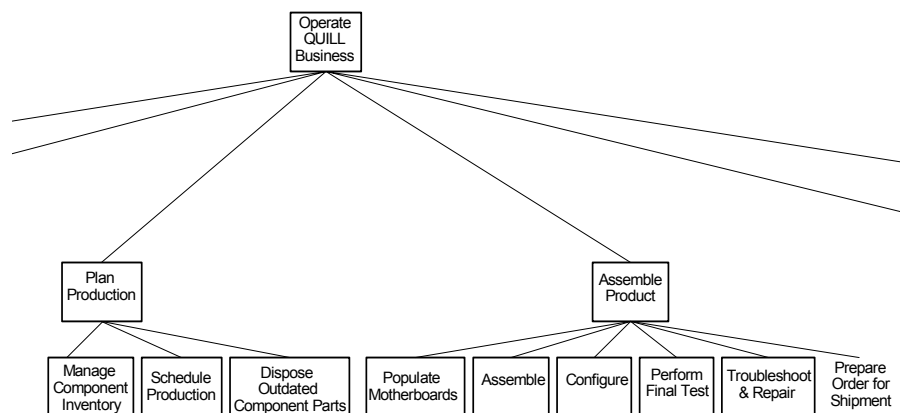 Operate
QUILL
Business
Plan
Production
Assemble
Product
Manage
Component
Inventory
Schedule
Production
Dispose
Outdated
Component Parts
Populate
Motherboards
Assemble
Configure
Perform
Final Test
Troubleshoot
& Repair
Prepare
Order for
Shipment